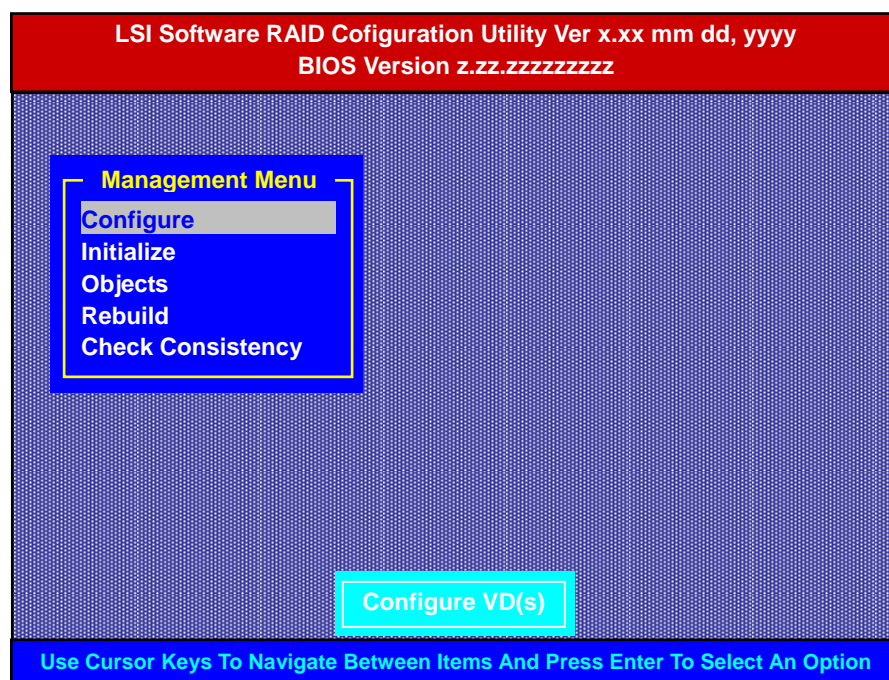 LSI Software RAID Cofiguration Utility Ver x.xx mm dd, yyyy
BIOS Version z.zz.zzzzzzzzz
Management Menu
Configure
Initialize
Objects
Rebuild
Check Consistency
Configure VD(s)
Use Cursor Keys To Navigate Between Items And Press Enter To Select An Option